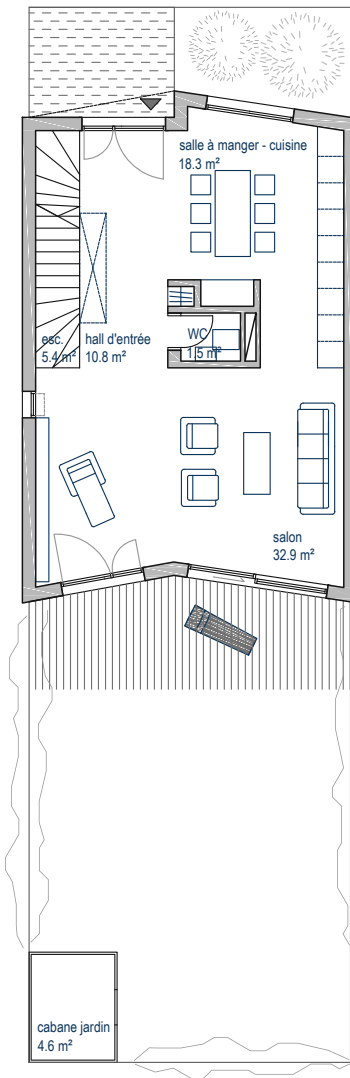 salle à manger - cuisine
18.3 m²
esc.
5.4 m²
hall d'entrée
10.8 m²
WC
1.5 m²
salon
32.9 m²
cabane jardin
4.6 m²